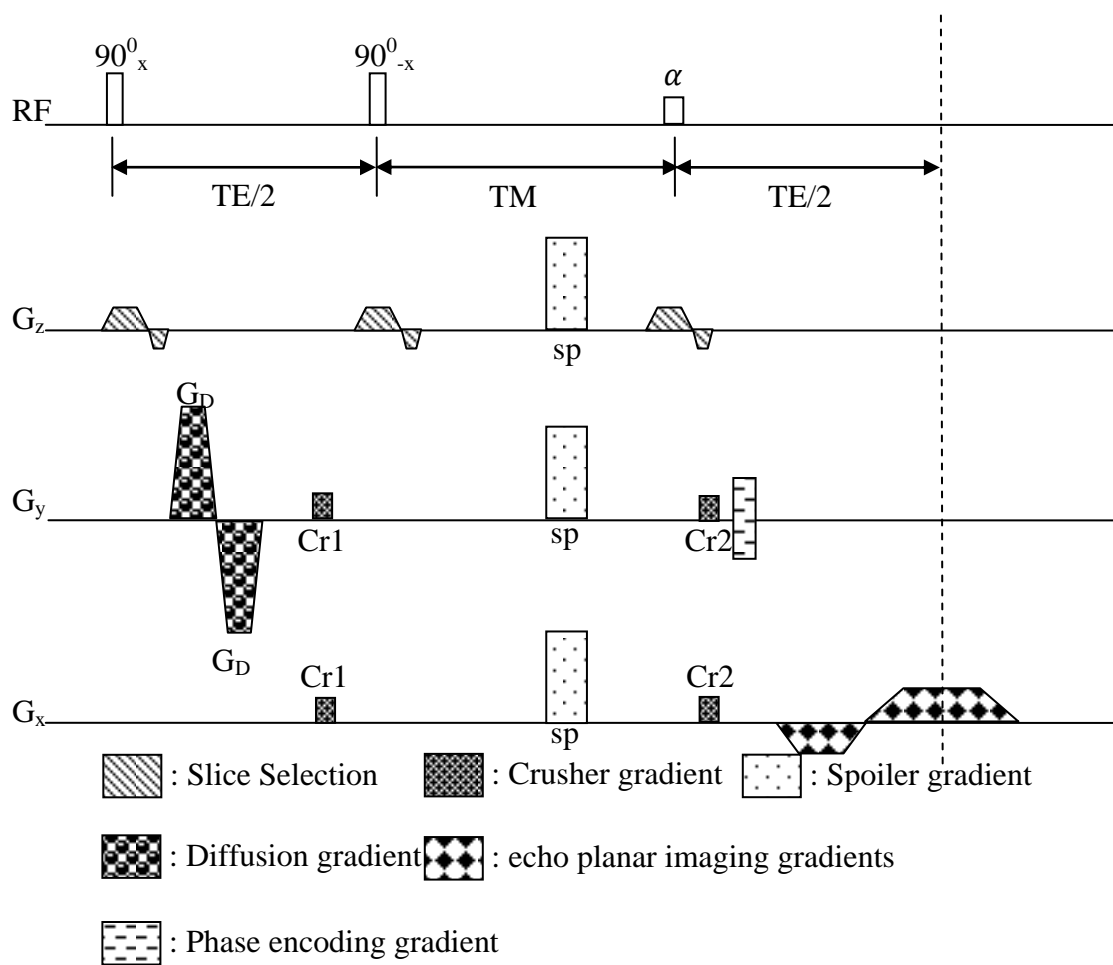 90⁰ₓ 90⁰₋ₓ α
RF
TE/2 TM TE/2
G_z
sp
G_D
G_y
Cr1 sp Cr2
G_D
Cr1 Cr2
G_x
sp
: Slice Selection : Crusher gradient : Spoiler gradient
: Diffusion gradient : echo planar imaging gradients
: Phase encoding gradient